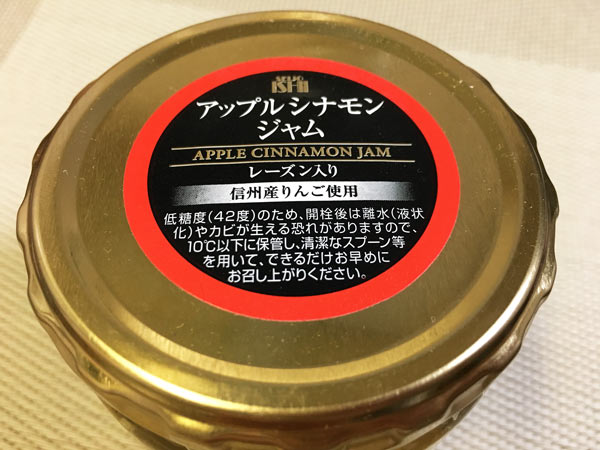 SEIJO
ISHII
アップルシナモン
ジャム
APPLE CINNAMON JAM
レーズン入り
信州産りんご使用
低糖度(42度)のため、開栓後は離水(液状
化)やカビが生える恐れがありますので、
10℃以下に保管し、清潔なスプーン等
を用いて、できるだけお早めに
お召し上がりください。